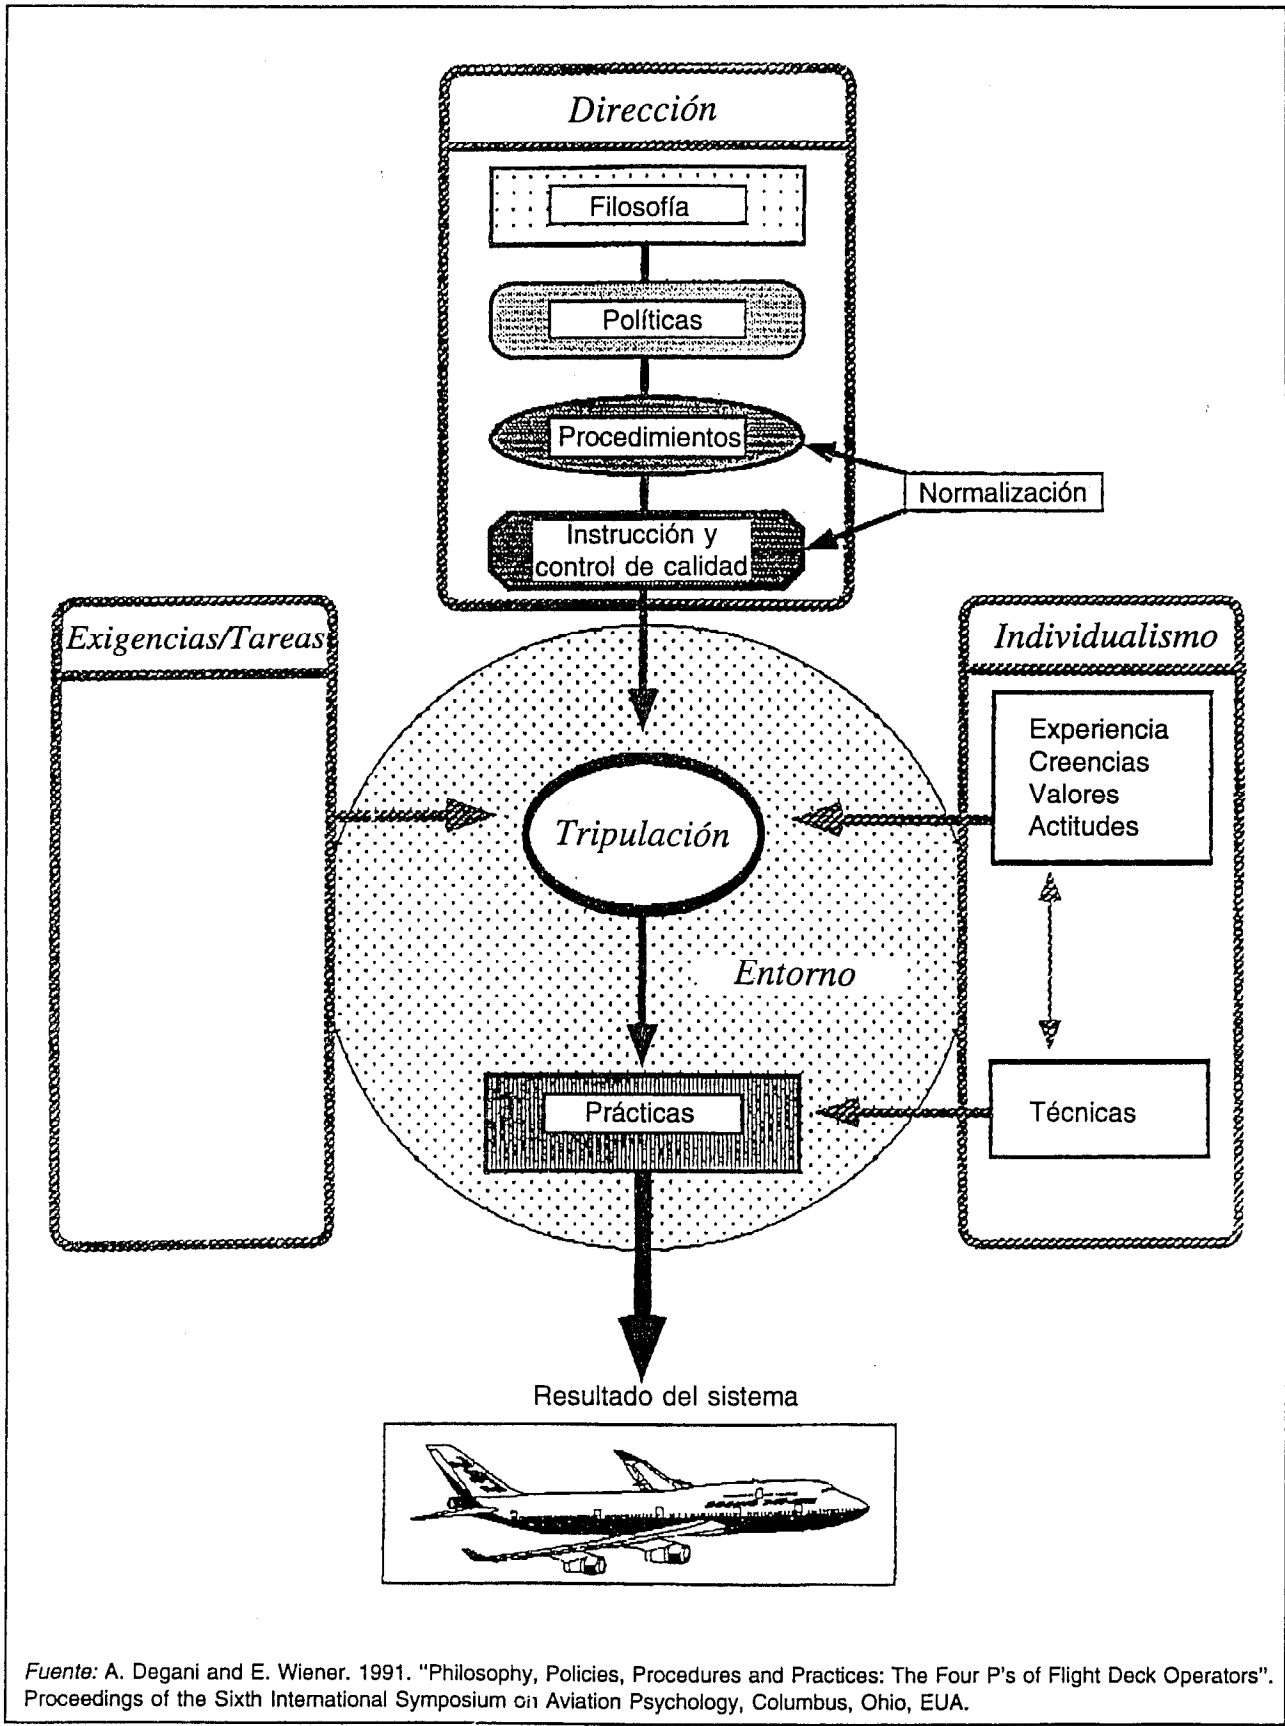 Dirección
Filosofía
Políticas
Procedimientos
Normalización
Instrucción y
control de calidad
Exigencias/Tareas
Individualismo
Experiencia
Creencias
Valores
Actitudes
Tripulación
Entorno
Prácticas
Técnicas
Resultado del sistema
Fuente: A. Degani and E. Wiener. 1991. "Philosophy, Policies, Procedures and Practices: The Four P's of Flight Deck Operators".
Proceedings of the Sixth International Symposium on Aviation Psychology, Columbus, Ohio, EUA.